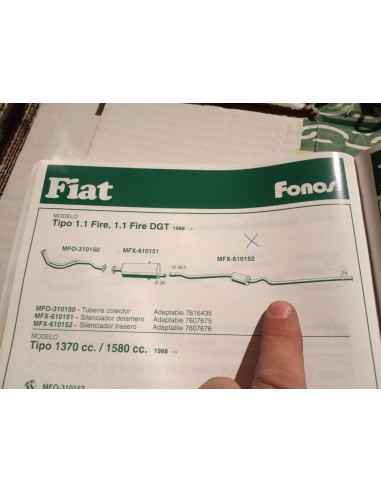 Fiat
Fonos
MODELO
Tipo 1.1 Fire, 1.1 Fire DGT 1988 →
MFO-310150
MFX-610151
MFX-610152
Ø 38,5
Ø 38
MFO-310150 - Tubería colector Adaptable 7616435
MFX-610151 - Silenciador delantero Adaptable 7607675
MFX-610152 - Silenciador trasero Adaptable 7607676
MODELO
Tipo 1370 cc. / 1580 cc. 1988 →